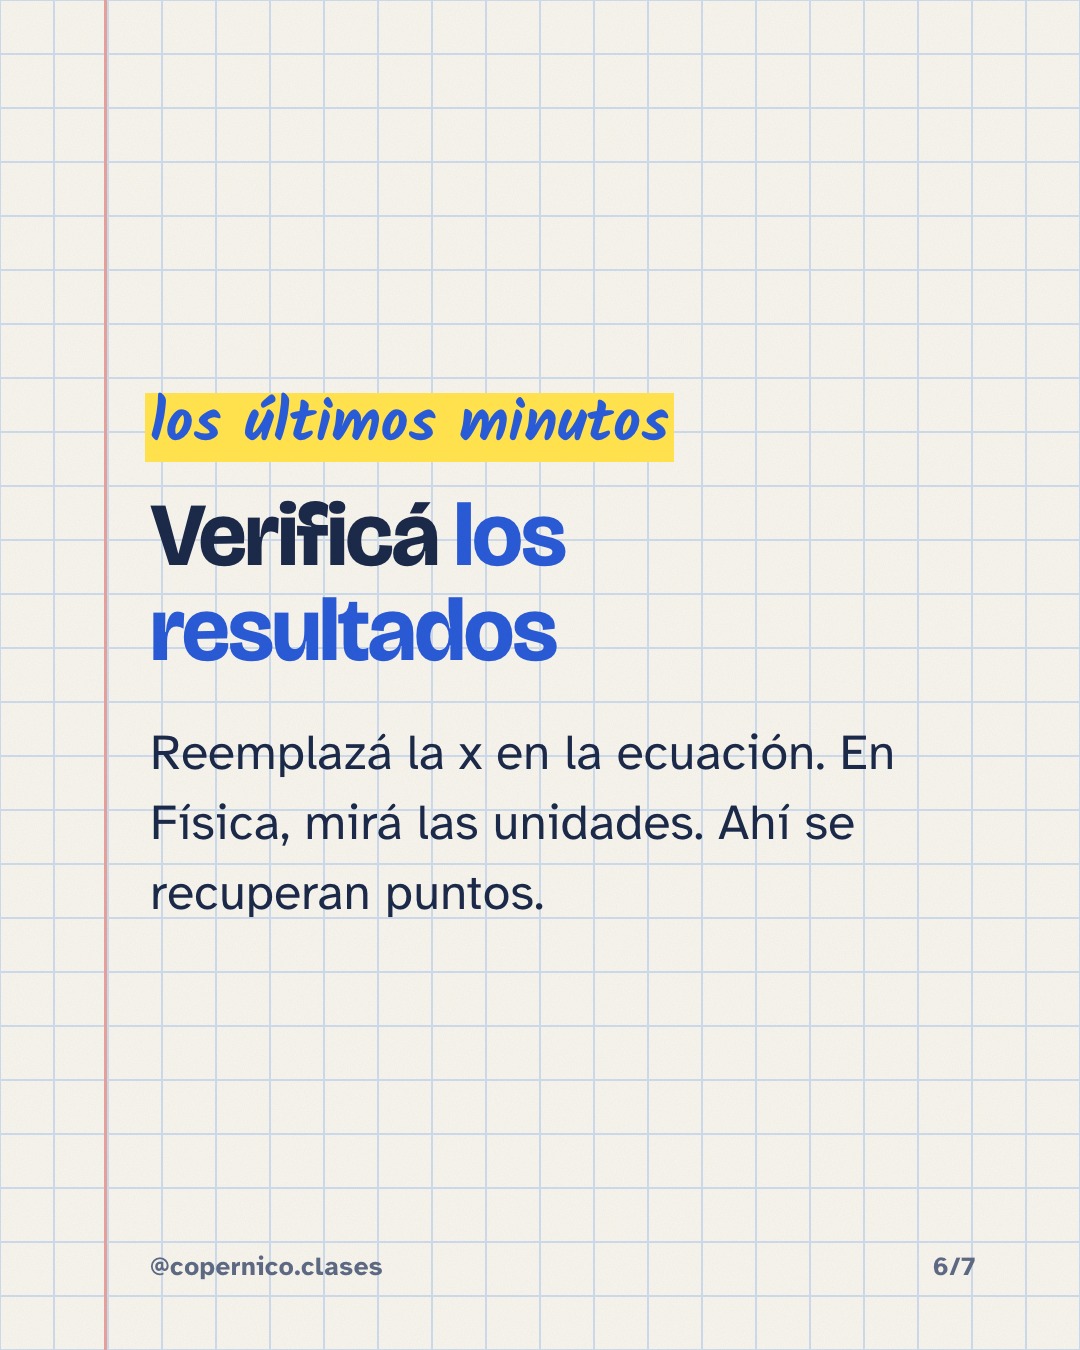 los últimos minutos
Verificá los
resultados
Reemplazá la x en la ecuación. En
Física, mirá las unidades. Ahí se
recuperan puntos.
@copernico.clases
6/7